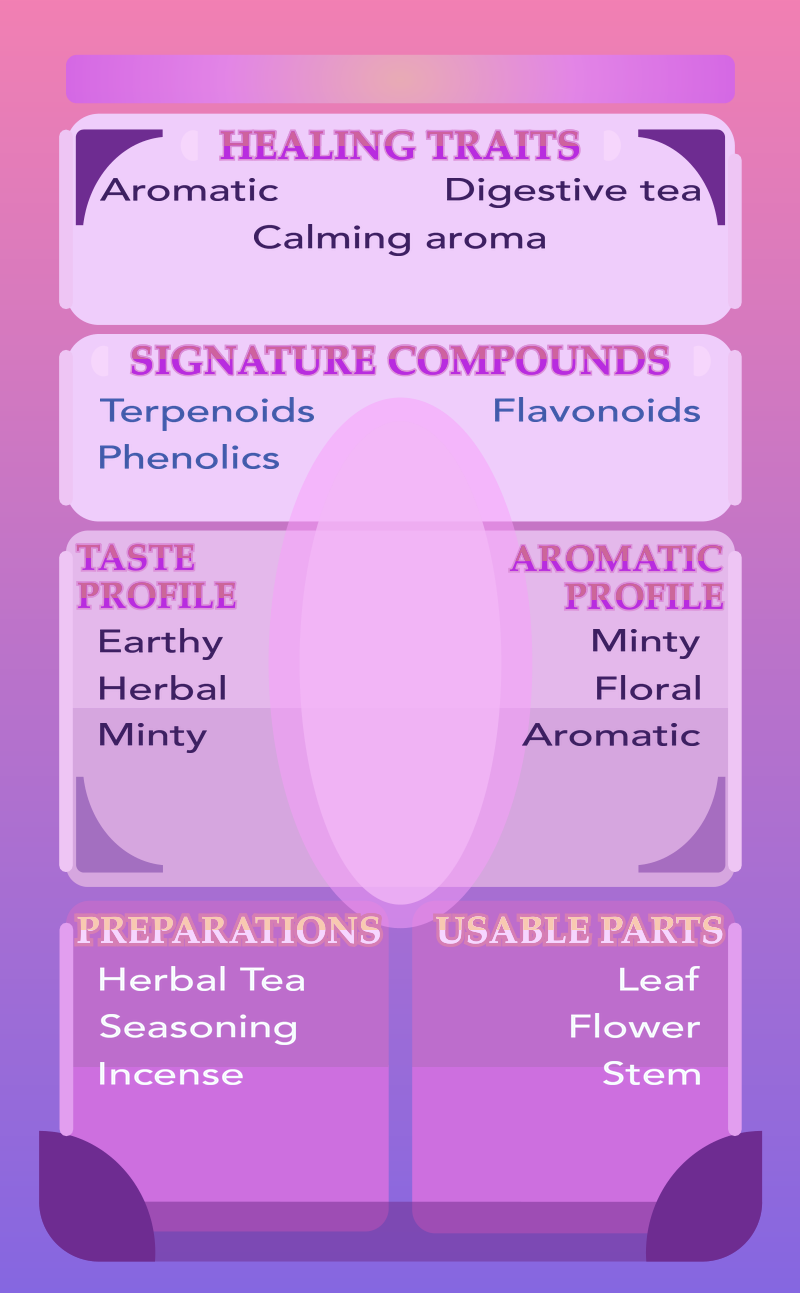 HEALING TRAITS
Aromatic Digestive tea
Calming aroma
SIGNATURE COMPOUNDS
Terpenoids Flavonoids
Phenolics
TASTE
PROFILE
Earthy
Herbal
Minty
AROMATIC
PROFILE
Minty
Floral
Aromatic
PREPARATIONS
Herbal Tea
Seasoning
Incense
USABLE PARTS
Leaf
Flower
Stem